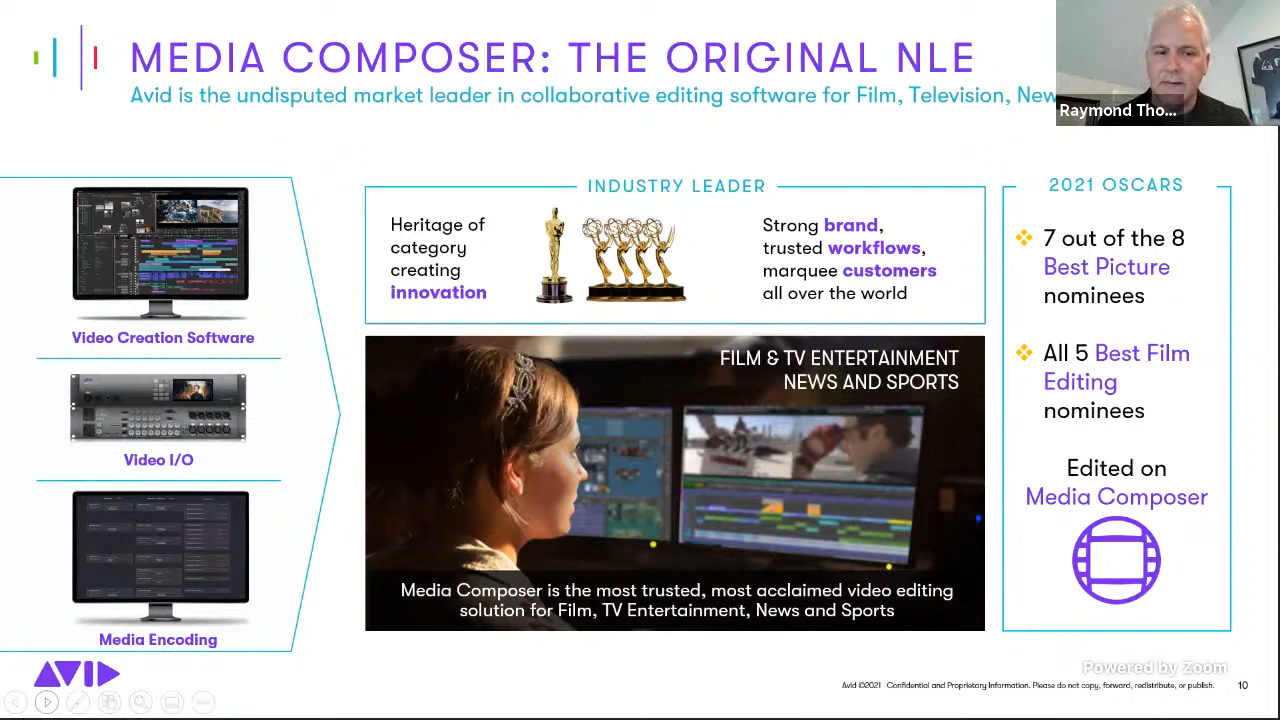 MEDIA COMPOSER: THE ORIGINAL NLE
Avid is the undisputed market leader in collaborative editing software for Film, Television, New
Raymond Tho...
Video Creation Software
Video I/O
Media Encoding
INDUSTRY LEADER
Heritage of
category
creating
innovation
Strong brand,
trusted workflows,
marquee customers
all over the world
FILM & TV ENTERTAINMENT
NEWS AND SPORTS
Media Composer is the most trusted, most acclaimed video editing
solution for Film, TV Entertainment, News and Sports
2021 OSCARS
❖ 7 out of the 8
Best Picture
nominees
❖ All 5 Best Film
Editing
nominees
Edited on
Media Composer
AVID
Powered by Zoom
Avid ©2021 Confidential and Proprietary Information. Please do not copy, forward, redistribute, or publish.
10